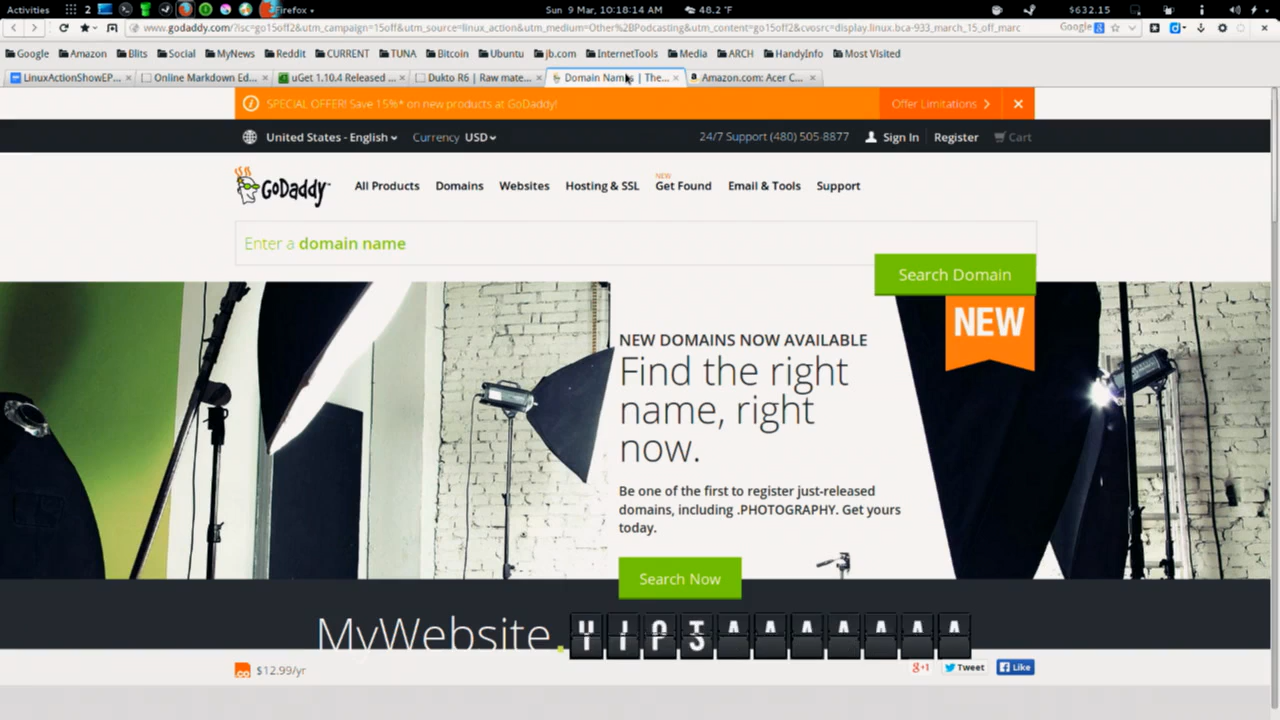 Activities 2 Firefox Sun 9 Mar, 10:18:14 AM 48.2 °F $632.15
www.godaddy.com/?isc=go15off2&utm_campaign=15off&utm_source=linux_action&utm_medium=Other%2BPodcasting&utm_content=go15off2&cvosrc=display.linux.bca-933_march_15_off_marc Google
Google Amazon Blits Social MyNews Reddit CURRENT TUNA Bitcoin Ubuntu jb.com InternetTools Media ARCH HandyInfo Most Visited
LinuxActionShowEP... Online Markdown Ed... uGet 1.10.4 Released ... Dukto R6 | Raw mate... Domain Names | The... Amazon.com: Acer C...
SPECIAL OFFER! Save 15%* on new products at GoDaddy! Offer Limitations
United States - English Currency USD 24/7 Support (480) 505-8877 Sign In Register Cart
NEW
GoDaddy™ All Products Domains Websites Hosting & SSL Get Found Email & Tools Support
Enter a domain name
Search Domain
NEW
NEW DOMAINS NOW AVAILABLE
Find the right
name, right
now.
Be one of the first to register just-released
domains, including .PHOTOGRAPHY. Get yours
today.
Search Now
MyWebsite.
.co $12.99/yr g+1 Tweet Like